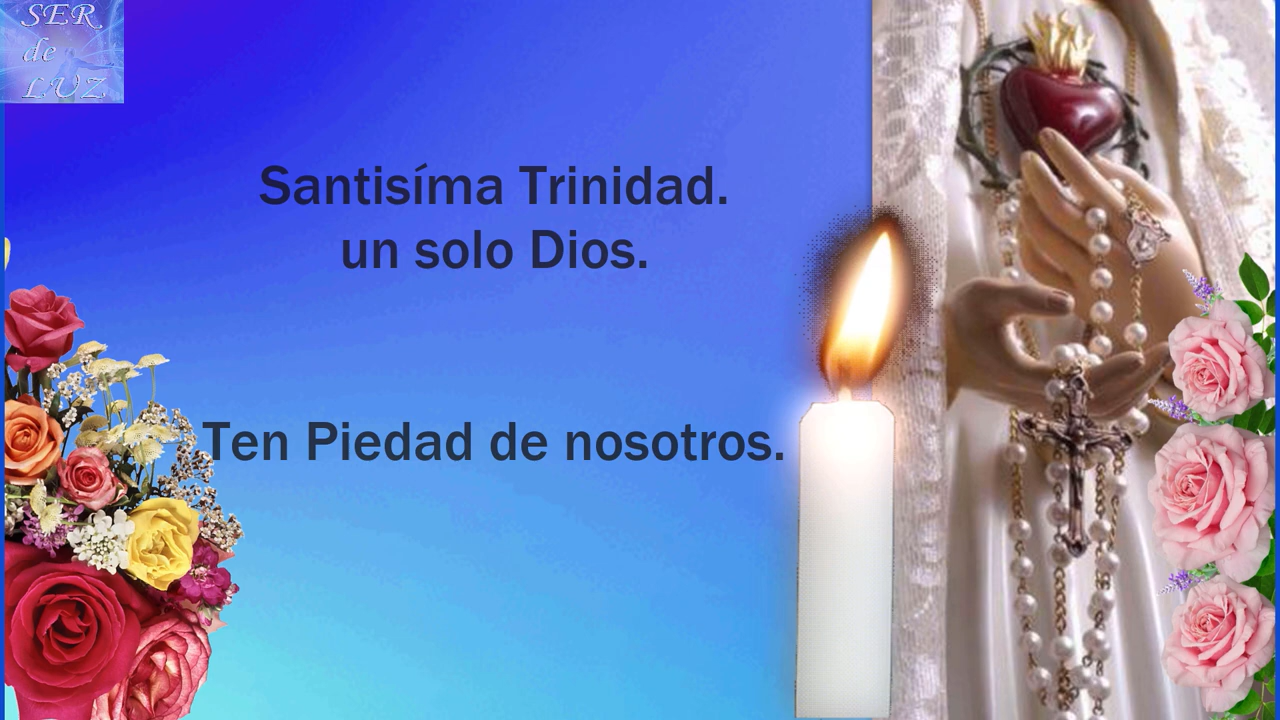 SER
de
LUZ
Santisíma Trinidad.
un solo Dios.
Ten Piedad de nosotros.